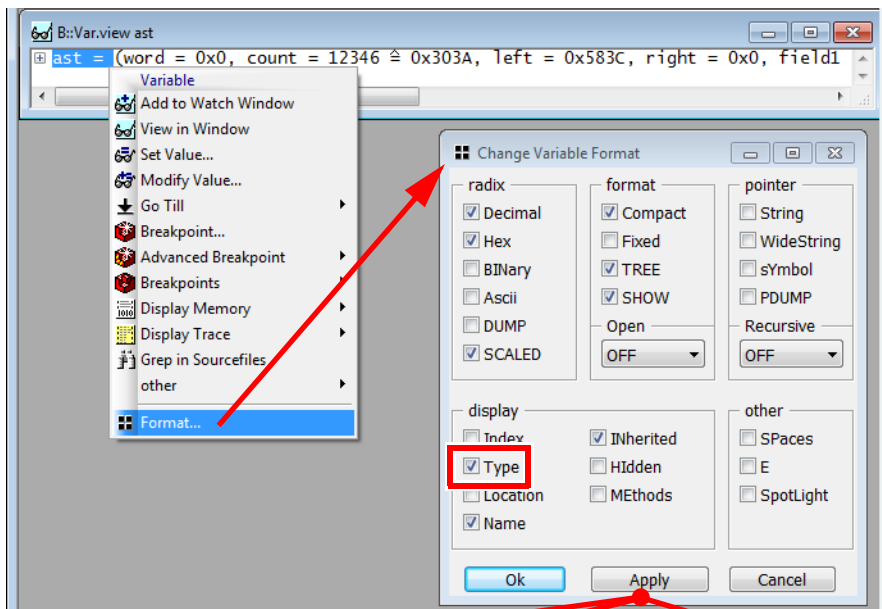 B::Var.view ast
ast = (word = 0x0, count = 12346 ≙ 0x303A, left = 0x583C, right = 0x0, field1
Variable
Add to Watch Window
View in Window
Set Value...
Modify Value...
Go Till
Breakpoint...
Advanced Breakpoint
Breakpoints
Display Memory
Display Trace
Grep in Sourcefiles
other
Format...
Change Variable Format
radix
Decimal
Hex
BINary
Ascii
DUMP
SCALED
format
Compact
Fixed
TREE
SHOW
Open
OFF
pointer
String
WideString
sYmbol
PDUMP
Recursive
OFF
display
Index
Type
Location
Name
INherited
HIdden
MEthods
other
SPaces
E
SpotLight
Ok
Apply
Cancel